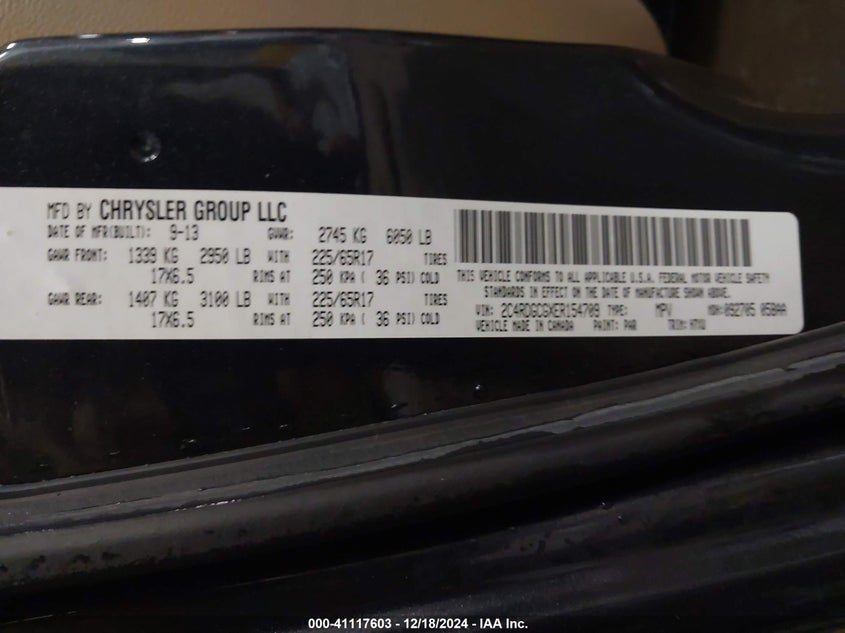 MFD BY CHRYSLER GROUP LLC
DATE OF MFR(BUILT): 9-13 GVWR: 2745 KG 6050 LB
GAWR FRONT: 1339 KG 2950 LB WITH 225/65R17 TIRES
17X6.5 RIMS AT 250 KPA ( 36 PSI) COLD
GAWR REAR: 1407 KG 3100 LB WITH 225/65R17 TIRES
17X6.5 RIMS AT 250 KPA ( 36 PSI) COLD
THIS VEHICLE CONFORMS TO ALL APPLICABLE U.S.A. FEDERAL MOTOR VEHICLE SAFETY
STANDARDS IN EFFECT ON THE DATE OF MANUFACTURE SHOWN ABOVE.
VIN: 2C4RDGCGXER154709 TYPE: MPV MDH:092705 058AA
VEHICLE MADE IN CANADA PAINT: PAR TRIM:
000-41117603 - 12/18/2024 - IAA Inc.